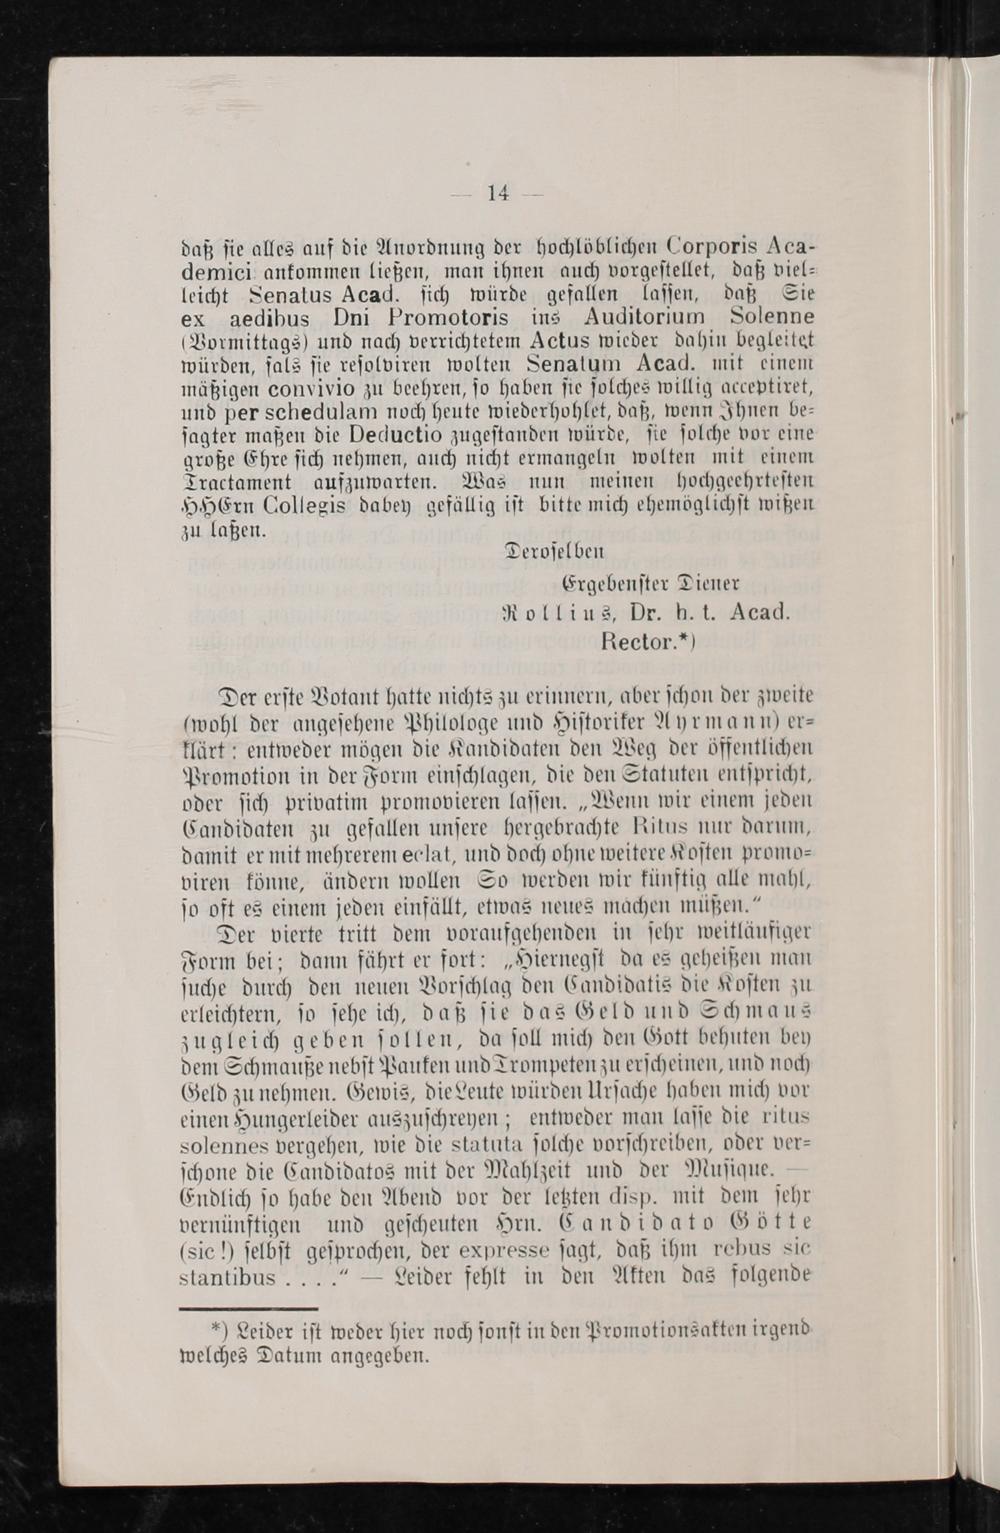 — 14 —
daß sie alles auf die Anordnung der hochlöblichen Corporis Aca-
demici ankommen ließen, man ihnen auch vorgestellet, daß viel-
leicht Senatus Acad. sich würde gefallen lassen, daß Sie
ex aedibus Dni Promotoris ins Auditorium Solenne
(Vormittags) und nach verrichtetem Actus wieder dahin begleitet
würden, fals sie resolviren wolten Senatum Acad. mit einem
mäßigen convivio zu beehren, so haben sie solches willig acceptiret,
und per schedulam noch heute wiederhohlet, daß, wenn Ihnen be-
sagter maßen die Deductio zugestanden würde, sie solche vor eine
große Ehre sich nehmen, auch nicht ermangeln wolten mit einem
Tractament aufzuwarten. Was nun meinen hochgeehrtesten
HHErn Collegis dabey gefällig ist bitte mich ehemöglichst wißen
zu laßen.
Deroselben
Ergebenster Diener
Rollius, Dr. h. t. Acad.
Rector.*)
Der erste Votant hatte nichts zu erinnern, aber schon der zweite
(wohl der angesehene Philologe und Historiker Ayrmann) er-
klärt: entweder mögen die Kandidaten den Weg der öffentlichen
Promotion in der Form einschlagen, die den Statuten entspricht,
oder sich privatim promovieren lassen. „Wenn wir einem jeden
Candidaten zu gefallen unsere hergebrachte Ritus nur darum,
damit er mit mehrerem eclat, und doch ohne weitere Kosten promo-
viren könne, ändern wollen So werden wir künftig alle mahl,
so oft es einem jeden einfällt, etwas neues machen müßen.“
Der vierte tritt dem voraufgehenden in sehr weitläufiger
Form bei; dann fährt er fort: „Hiernegst da es geheißen man
suche durch den neuen Vorschlag den Candidatis die Kosten zu
erleichtern, so sehe ich, daß sie das Geld und Schmaus
zugleich geben sollen, da soll mich den Gott behuten bey
dem Schmauße nebst Pauken und Trompeten zu erscheinen, und noch
Geld zu nehmen. Gewis, die Leute würden Ursache haben mich vor
einen Hungerleider auszuschreyen; entweder man lasse die ritus
solennes vergehen, wie die statuta solche vorschreiben, oder ver-
schone die Candidatos mit der Mahlzeit und der Musique. —
Endlich so habe den Abend vor der letzten disp. mit dem sehr
vernünftigen und gescheuten Hrn. Candidato Götte
(sic!) selbst gesprochen, der expresse sagt, daß ihm rebus sic
stantibus . . . .“ — Leider fehlt in den Akten das folgende
*) Leider ist weder hier noch sonst in den Promotionsakten irgend
welches Datum angegeben.